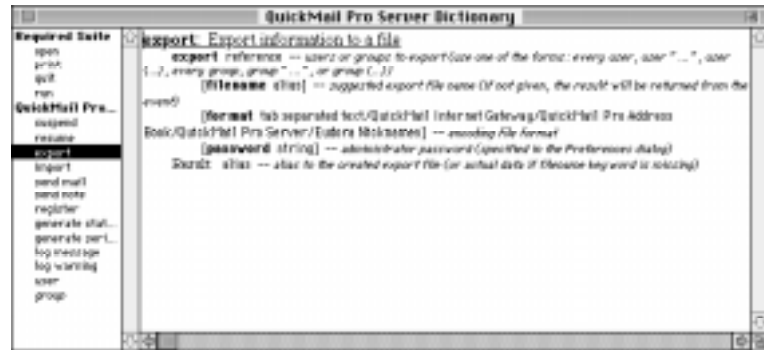 QuickMail Pro Server Dictionary
Required Suite
open
print
quit
run
QuickMail Pro...
suspend
resume
export
import
send mail
send note
register
generate stat...
generate seri...
log message
log warning
user
group
export: Export information to a file
export reference -- users or groups to export (use one of the forms: every user, user "...", user
{..}, every group, group "...", or group {..})
[filename alias] -- suggested export file name (if not given, the result will be returned from the
event)
[format tab separated text/QuickMail Internet Gateway/QuickMail Pro Address
Book/QuickMail Pro Server/Eudora Nicknames] -- encoding file format
[password string] -- administrator password (specified in the Preferences dialog)
Result: alias -- alias to the created export file (or actual data if filename keyword is missing)